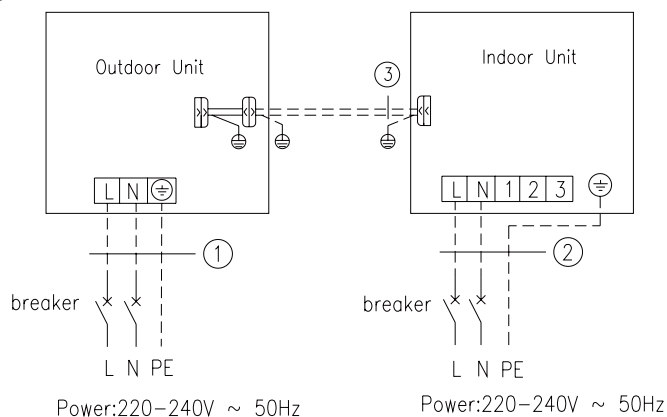 Outdoor Unit
Indoor Unit
3
L N
L N 1 2 3
1
2
breaker
breaker
L N PE
L N PE
Power:220-240V ~ 50Hz
Power:220-240V ~ 50Hz